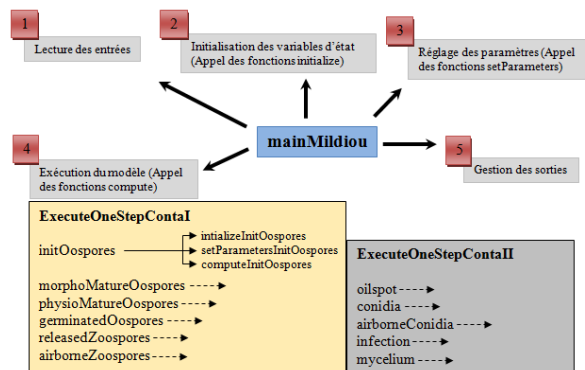 1
Lecture des entrées
2
Initialisation des variables d'état
(Appel des fonctions initialize)
3
Réglage des paramètres (Appel
des fonctions setParameters)
mainMildiou
4
Exécution du modèle (Appel
des fonctions compute)
5
Gestion des sorties
ExecuteOneStepContaI
initOospores
intializeInitOospores
setParametersInitOospores
computeInitOospores
morphoMatureOospores
physioMatureOospores
germinatedOospores
releasedZoospores
airborneZoospores
ExecuteOneStepContaII
oilspot
conidia
airborneConidia
infection
mycelium